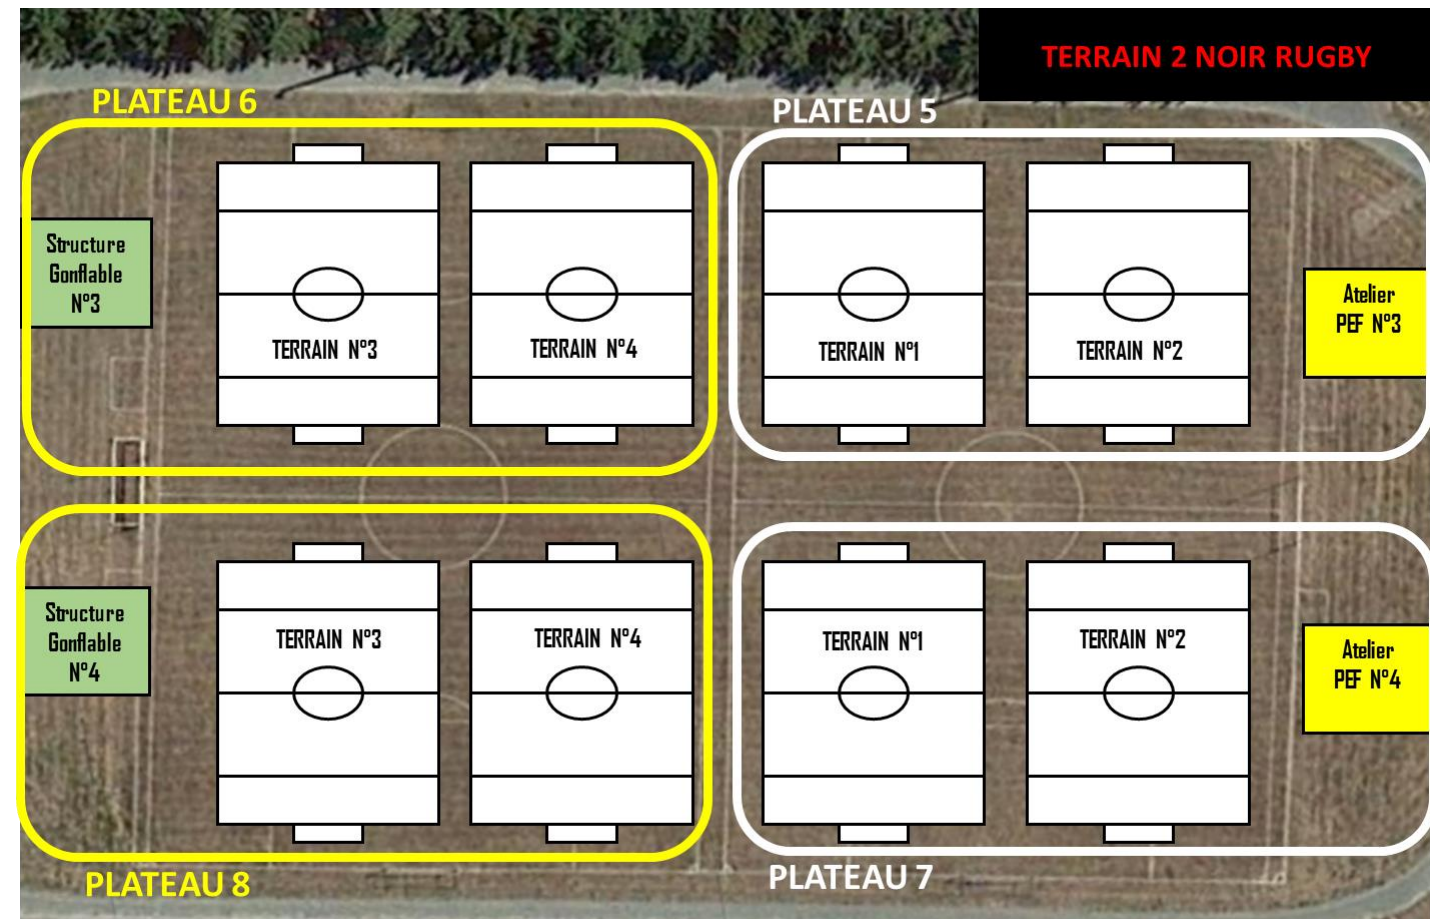 TERRAIN 2 NOIR RUGBY
PLATEAU 6
PLATEAU 5
Structure
Gonflable
N°3
TERRAIN N°3
TERRAIN N°4
TERRAIN N°1
TERRAIN N°2
Atelier
PEF N°3
Structure
Gonflable
N°4
TERRAIN N°3
TERRAIN N°4
TERRAIN N°1
TERRAIN N°2
Atelier
PEF N°4
PLATEAU 8
PLATEAU 7